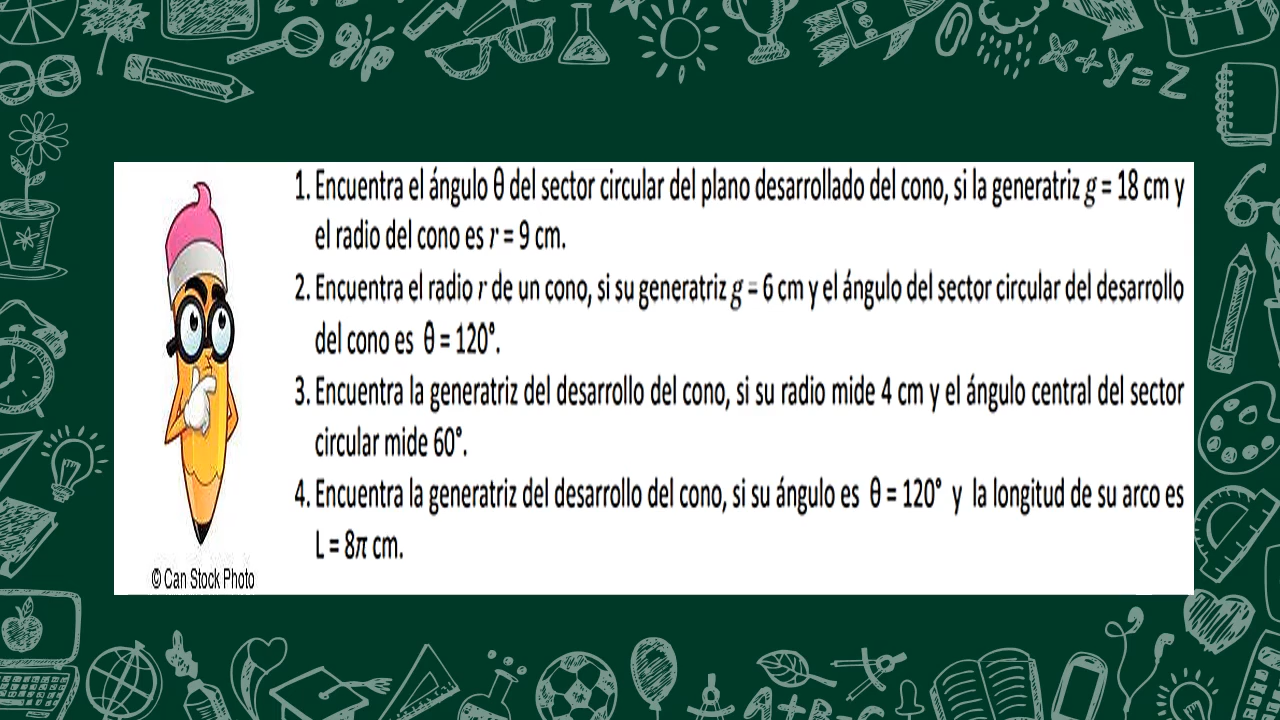 x+y=z
1. Encuentra el ángulo θ del sector circular del plano desarrollado del cono, si la generatriz g = 18 cm y
el radio del cono es r = 9 cm.
2. Encuentra el radio r de un cono, si su generatriz g = 6 cm y el ángulo del sector circular del desarrollo
del cono es θ = 120°.
3. Encuentra la generatriz del desarrollo del cono, si su radio mide 4 cm y el ángulo central del sector
circular mide 60°.
4. Encuentra la generatriz del desarrollo del cono, si su ángulo es θ = 120° y la longitud de su arco es
L = 8π cm.
© Can Stock Photo